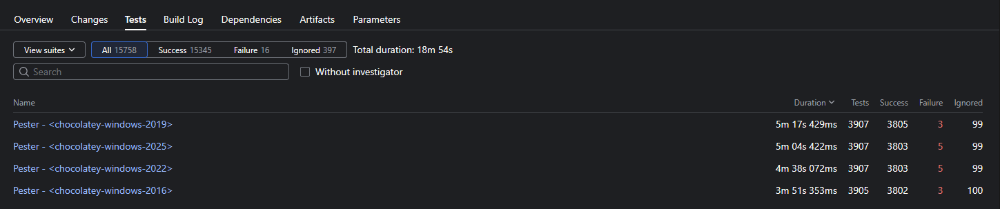 Overview Changes Tests Build Log Dependencies Artifacts Parameters
View suites All 15758 Success 15345 Failure 16 Ignored 397 Total duration: 18m 54s
Search Without investigator
Name Duration Tests Success Failure Ignored
Pester - <chocolatey-windows-2019> 5m 17s 429ms 3907 3805 3 99
Pester - <chocolatey-windows-2025> 5m 04s 422ms 3907 3803 5 99
Pester - <chocolatey-windows-2022> 4m 38s 072ms 3907 3803 5 99
Pester - <chocolatey-windows-2016> 3m 51s 353ms 3905 3802 3 100